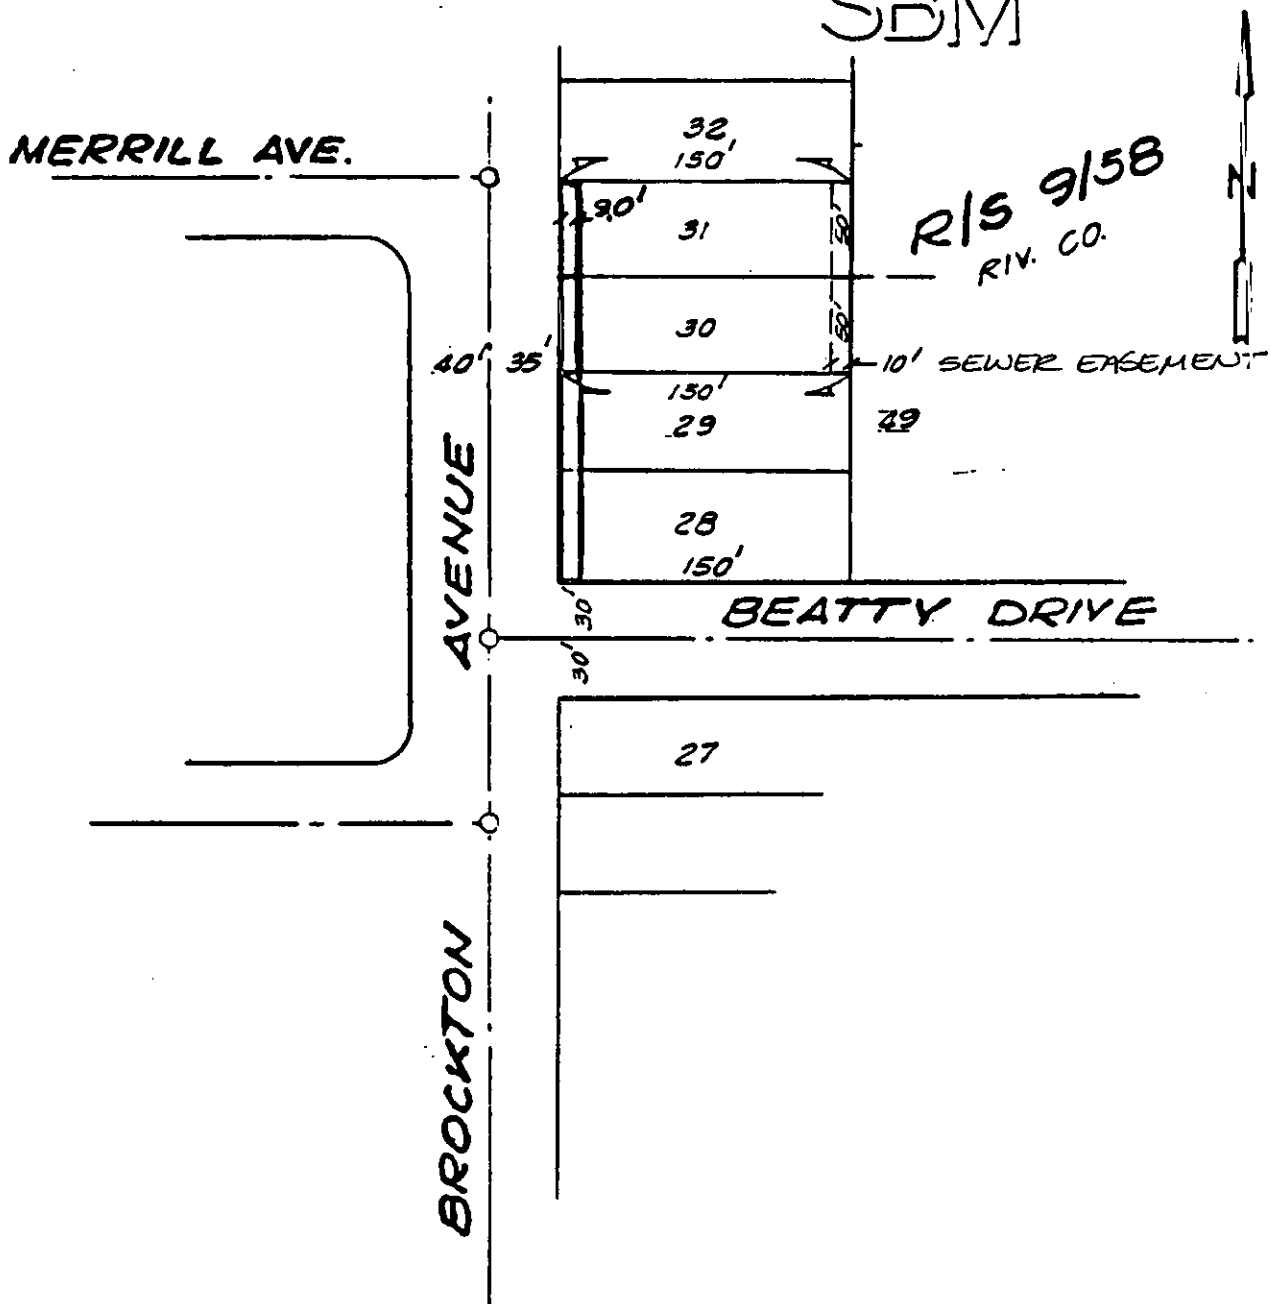 SBM
32
MERRILL AVE.
150'
N
R/S 9/58
31
50'
RIV. CO.
30
50'
40' 35'
10' SEWER EASEMENT
150'
29
49
28
150'
AVENUE
30'
BEATTY DRIVE
30'
27
BROCKTON